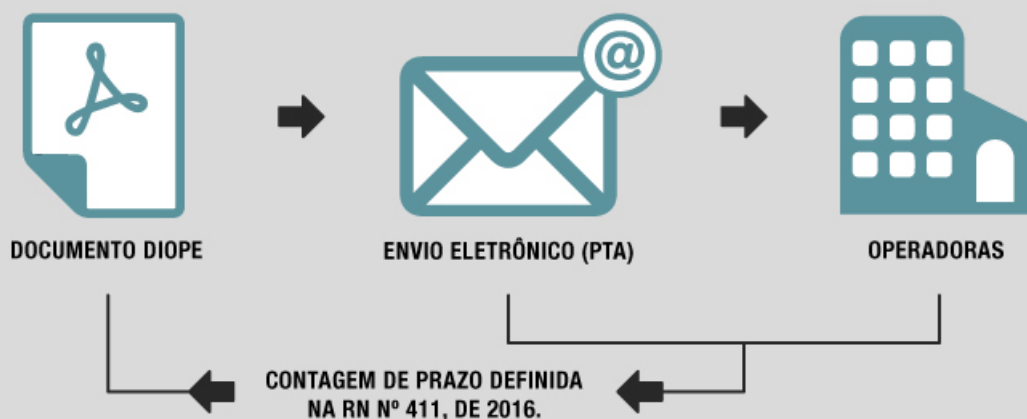 @
DOCUMENTO DIOPE
ENVIO ELETRÔNICO (PTA)
OPERADORAS
CONTAGEM DE PRAZO DEFINIDA
NA RN Nº 411, DE 2016.